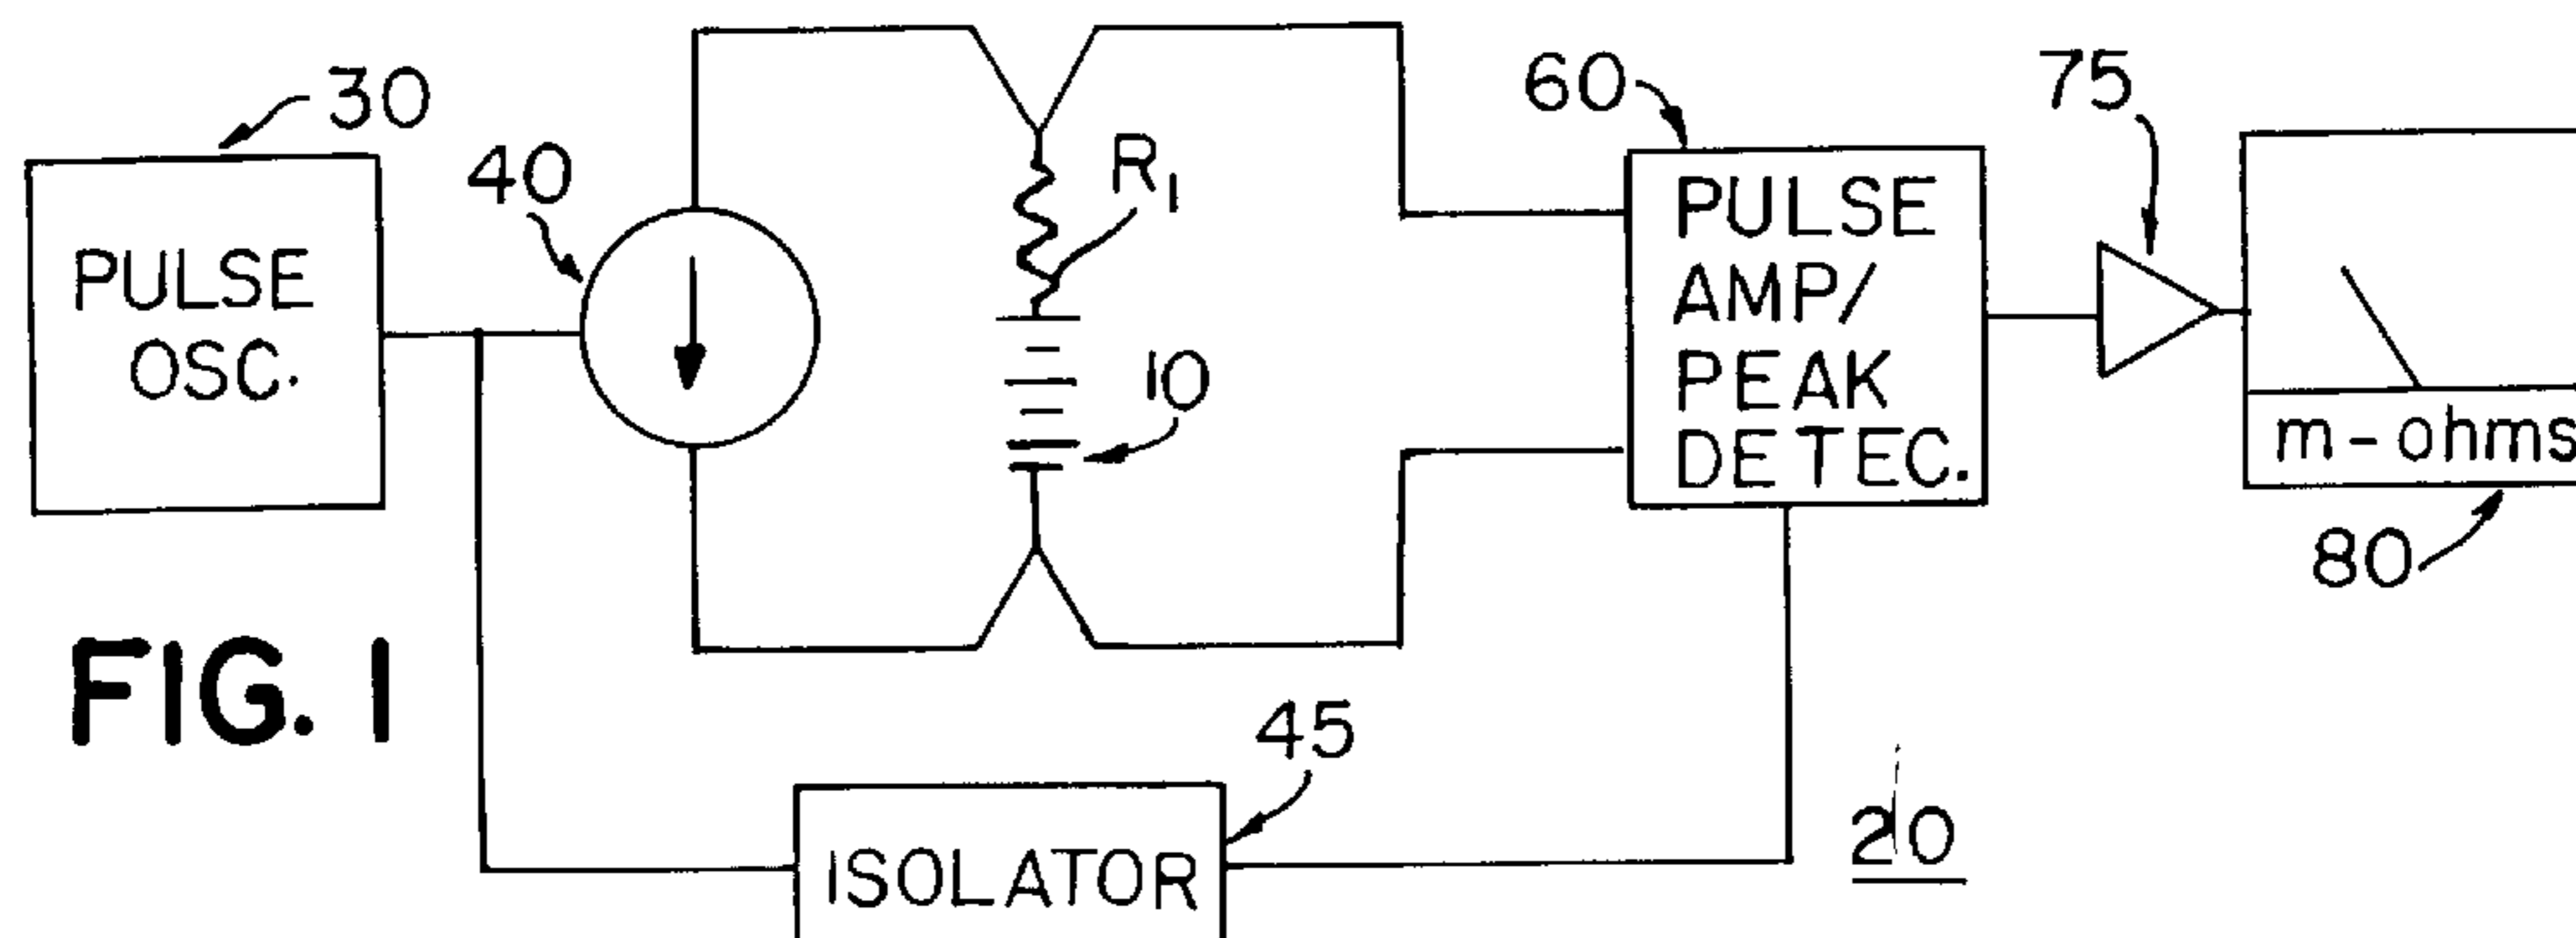 30
40
PULSE
OSC.
R1
10
60
PULSE
AMP/
PEAK
DETEC.
75
m-ohms
80
FIG. 1
45
ISOLATOR
20